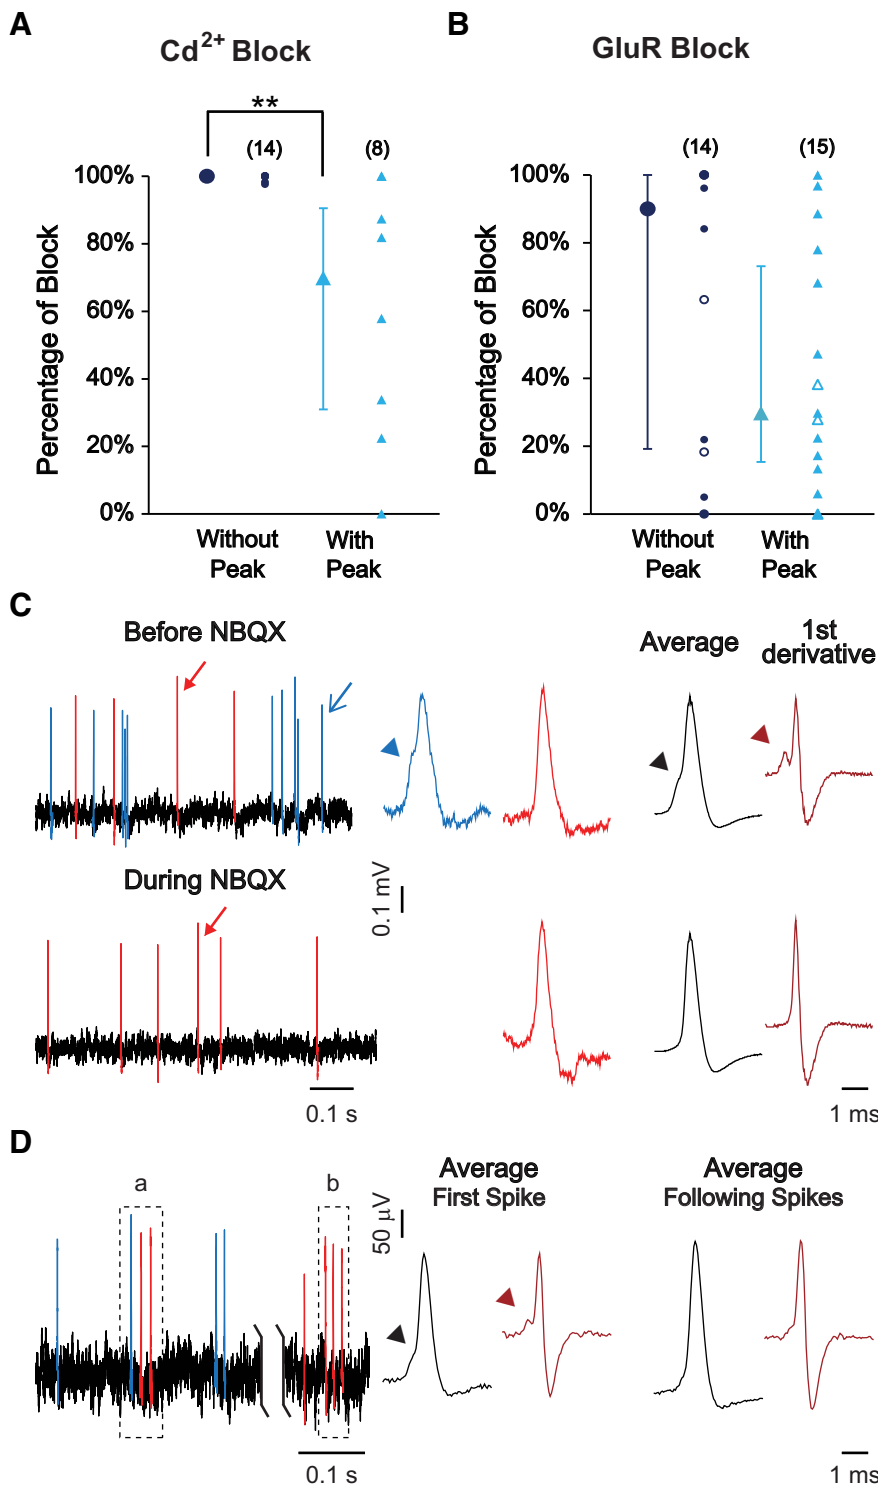 A
Cd2+ Block
**
(14)
(8)
Percentage of Block
100%
80%
60%
40%
20%
0%
Without Peak
With Peak
B
GluR Block
(14)
(15)
Percentage of Block
100%
80%
60%
40%
20%
0%
Without Peak
With Peak
C
Before NBQX
Average
1st
derivative
During NBQX
0.1 mV
0.1 s
1 ms
D
a
b
50 µV
Average
First Spike
Average
Following Spikes
0.1 s
1 ms